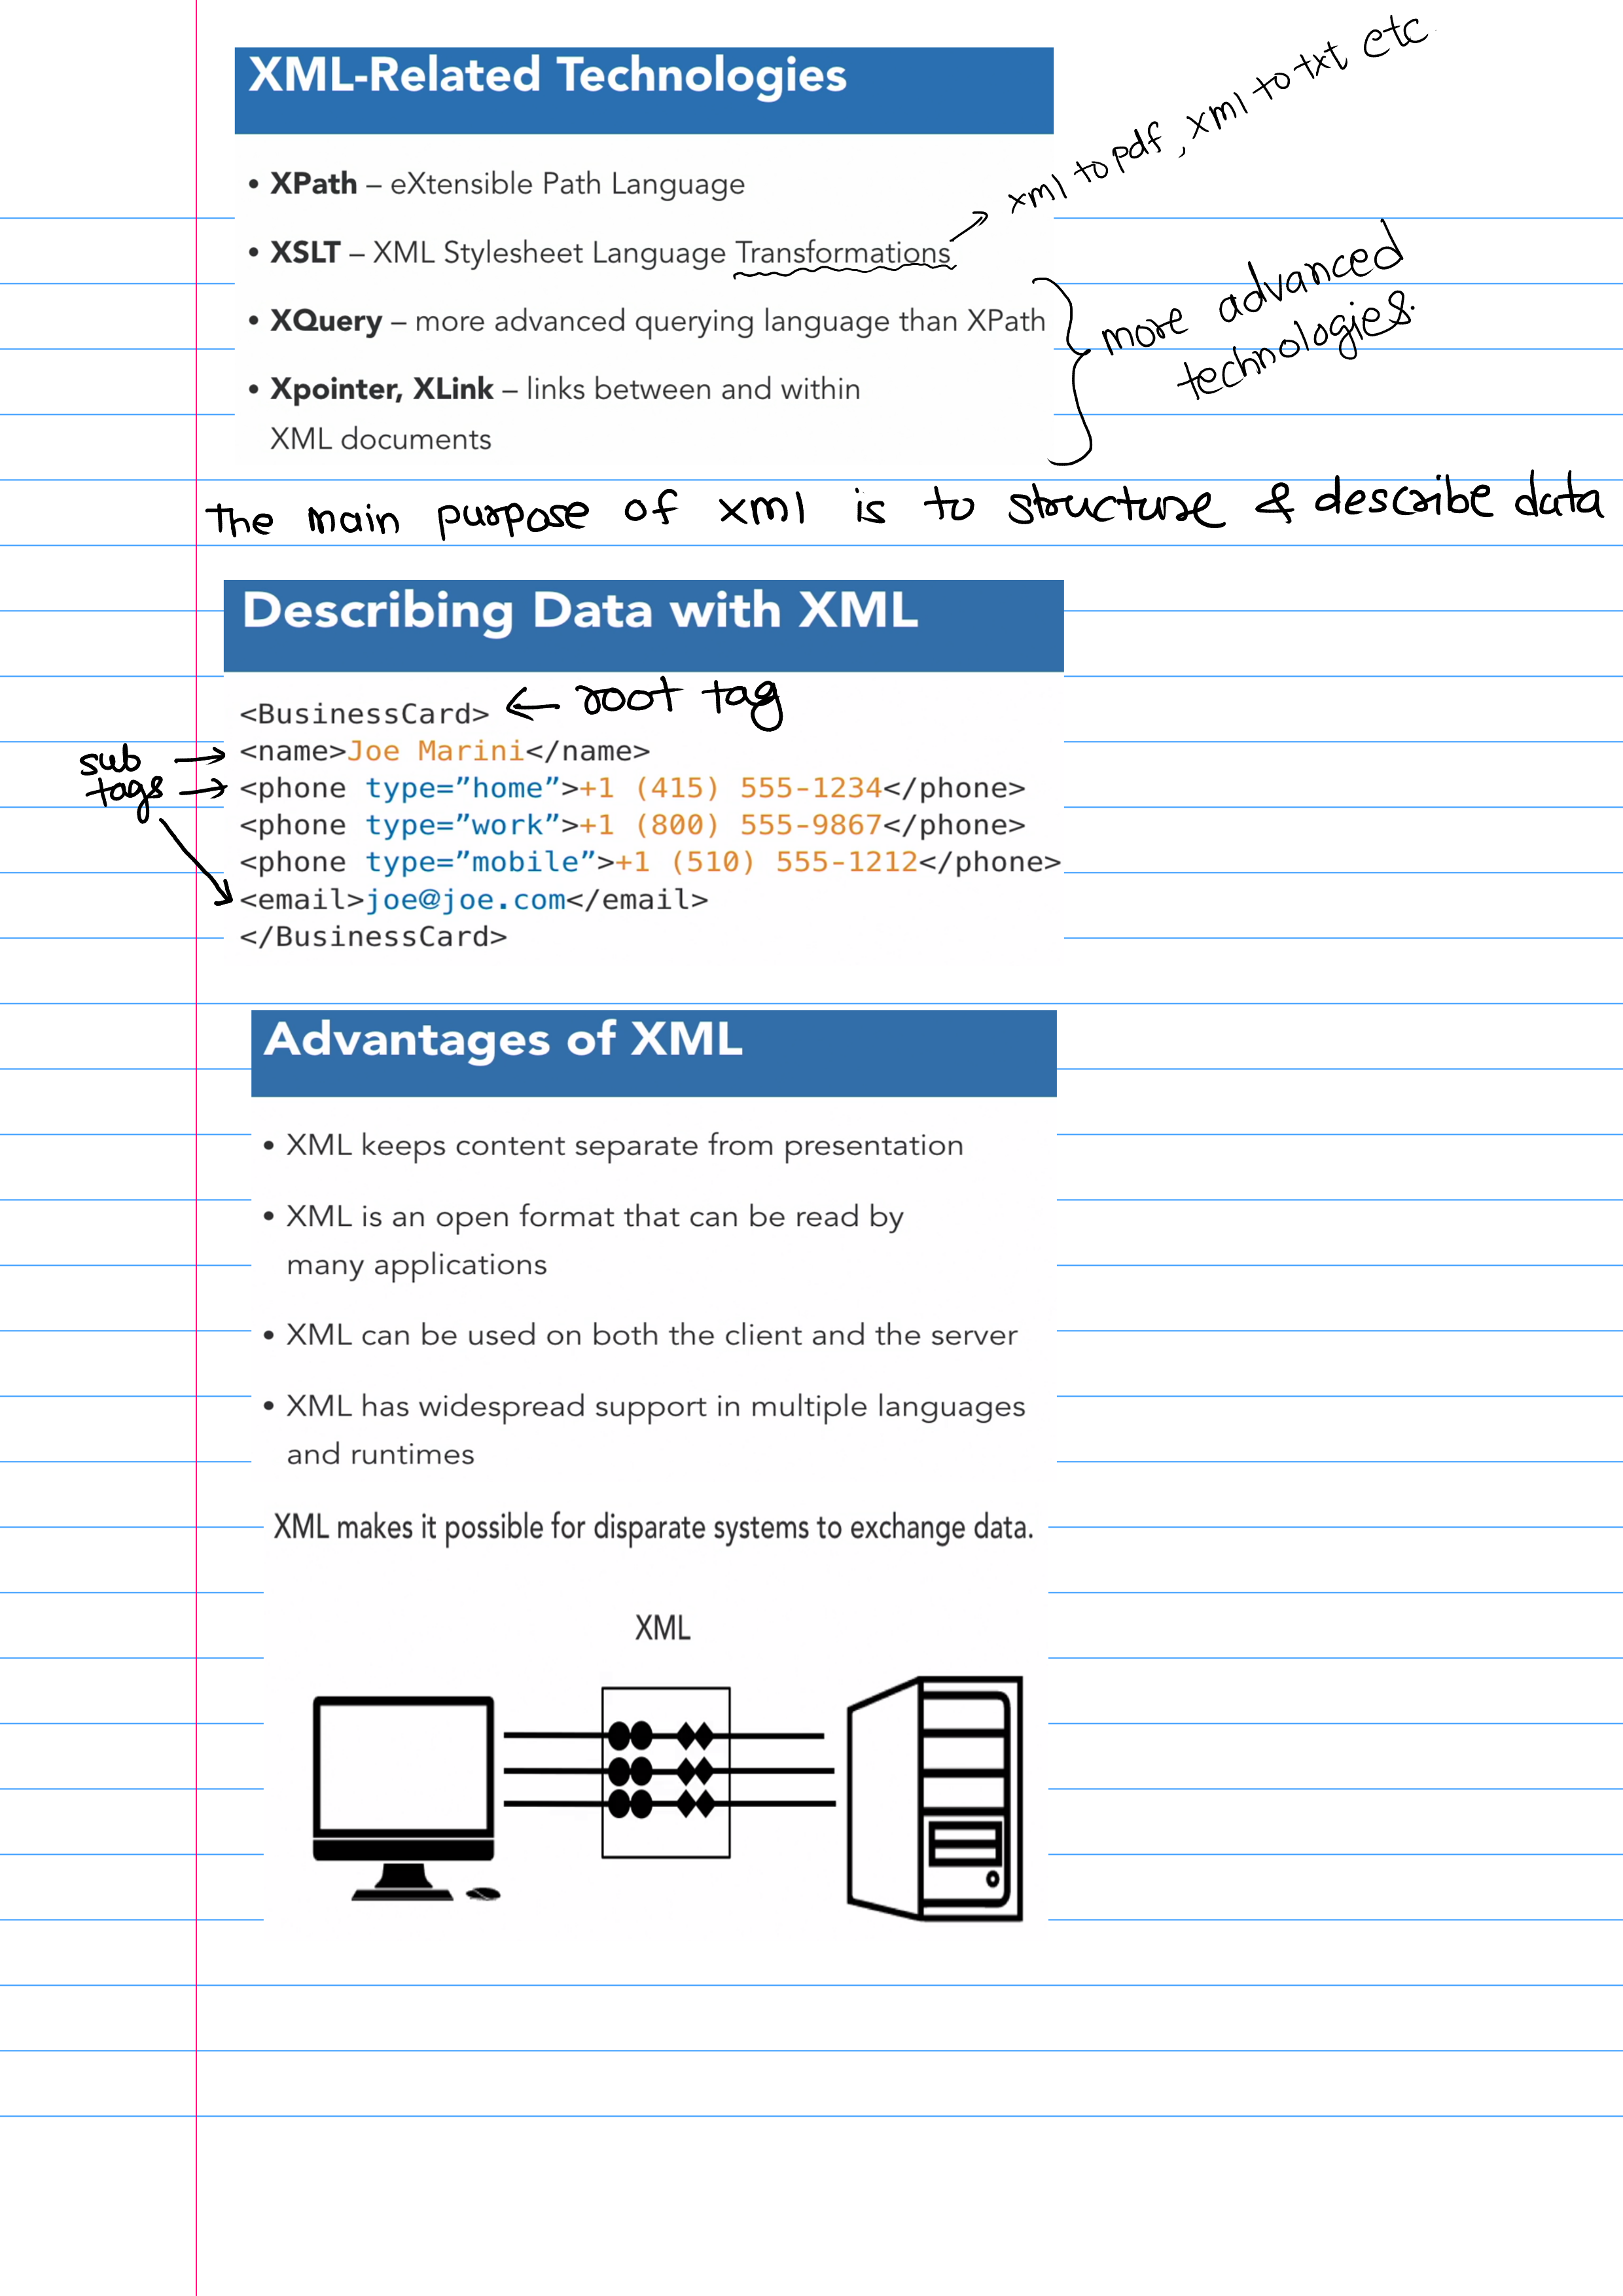 XML-Related Technologies
• XPath – eXtensible Path Language
• XSLT – XML Stylesheet Language Transformations
xml to pdf, xml to txt etc
• XQuery – more advanced querying language than XPath
• Xpointer, XLink – links between and within
XML documents
more advanced
technologies.
the main purpose of xml is to structure & describe data
Describing Data with XML
<BusinessCard>
root tag
sub
tags
<name>Joe Marini</name>
<phone type=”home”>+1 (415) 555-1234</phone>
<phone type=”work”>+1 (800) 555-9867</phone>
<phone type=”mobile”>+1 (510) 555-1212</phone>
<email>joe@joe.com</email>
</BusinessCard>
Advantages of XML
• XML keeps content separate from presentation
• XML is an open format that can be read by
many applications
• XML can be used on both the client and the server
• XML has widespread support in multiple languages
and runtimes
XML makes it possible for disparate systems to exchange data.
XML